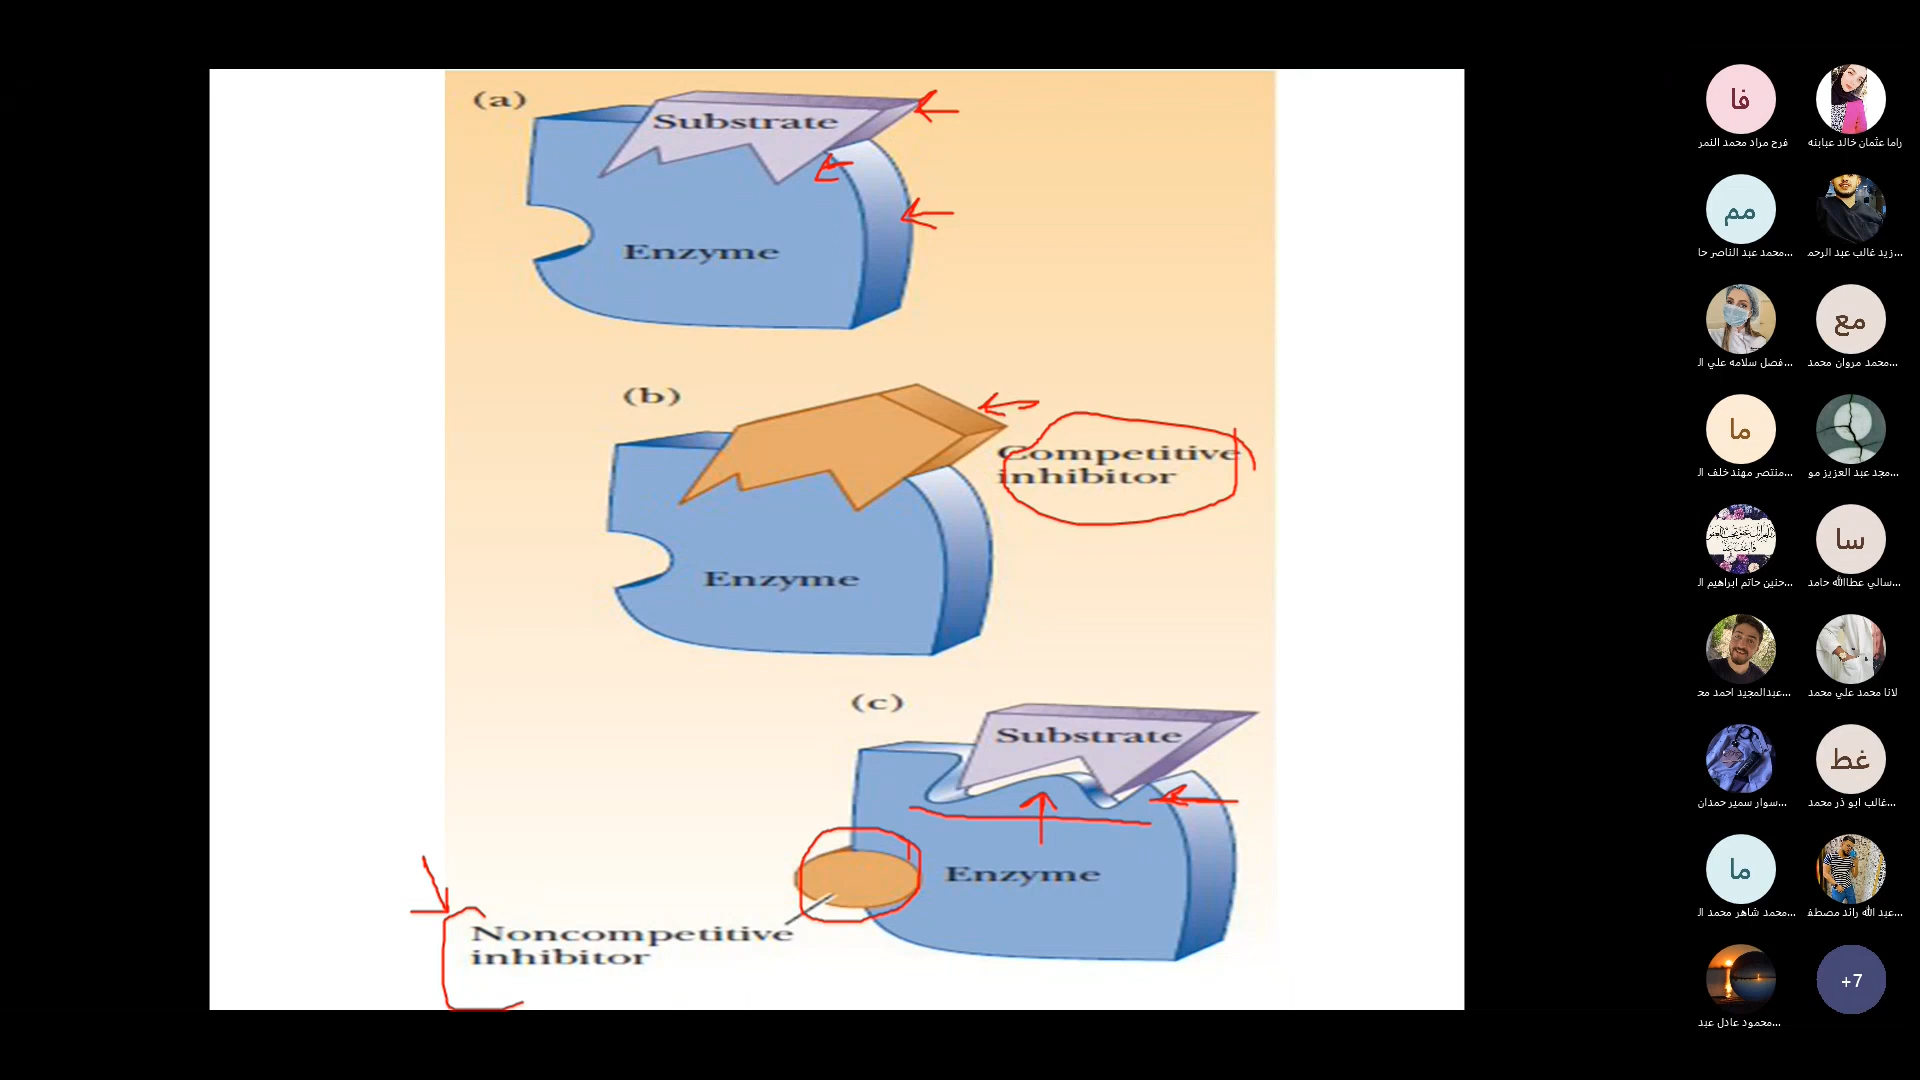 (a)
Substrate
Enzyme
(b)
Competitive
inhibitor
Enzyme
(c)
Substrate
Enzyme
Noncompetitive
inhibitor
فا
فرح مراد محمد النمر
راما عثمان خالد عبابنه
مم
محمد عبد الناصر حا...
زيد غالب عبد الرحم...
فصل سلامه علي ال...
مع
محمد مروان محمد...
ما
منتصر مهند خلف ال...
مجد عبد العزيز مو...
حنين حاتم ابراهيم ال...
سا
سالي عطاالله حامد...
عبدالمجيد احمد مح...
لانا محمد علي محمد
سوار سمير حمدان...
غط
غالب ابو ذر محمد...
ما
محمد شاهر محمد ال...
عبد الله رائد مصطف...
محمود عادل عبد...
+7